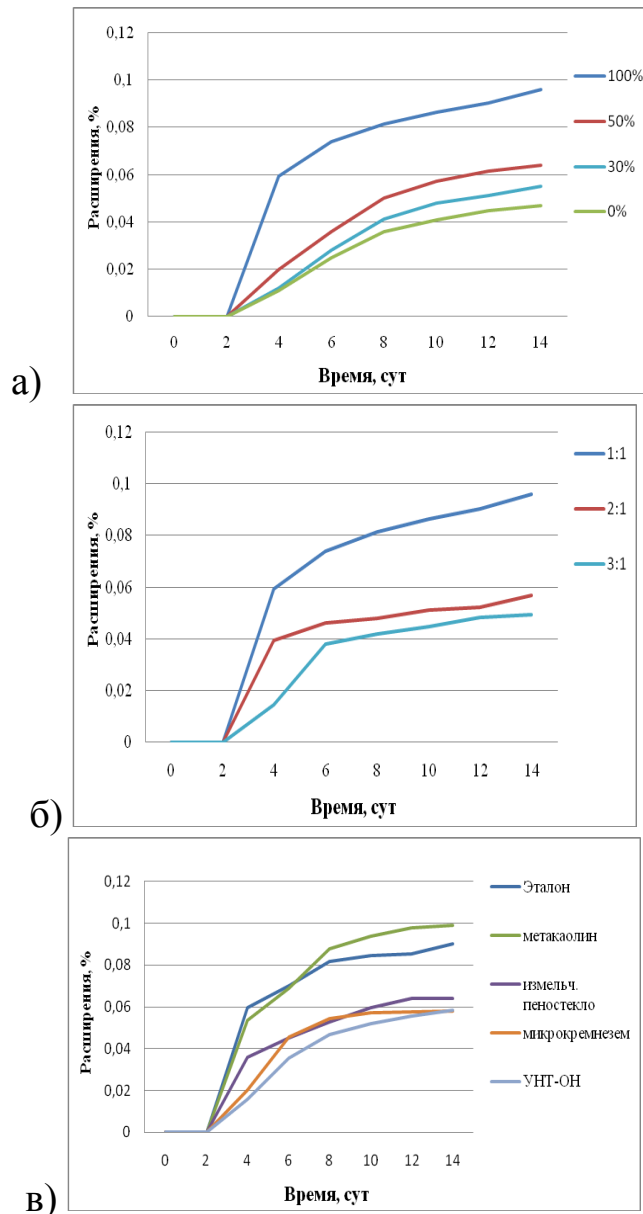 0,12
0,1
0,08
0,06
0,04
0,02
0
Расширения, %
0 2 4 6 8 10 12 14
Время, сут
100%
50%
30%
0%
а)
0,12
0,1
0,08
0,06
0,04
0,02
0
Расширения, %
0 2 4 6 8 10 12 14
Время, сут
1:1
2:1
3:1
б)
0,12
0,1
0,08
0,06
0,04
0,02
0
Расширения, %
0 2 4 6 8 10 12 14
Время, сут
Эталон
метакаолин
измельч.
пеностекло
микрокремнезем
УНТ-ОН
в)